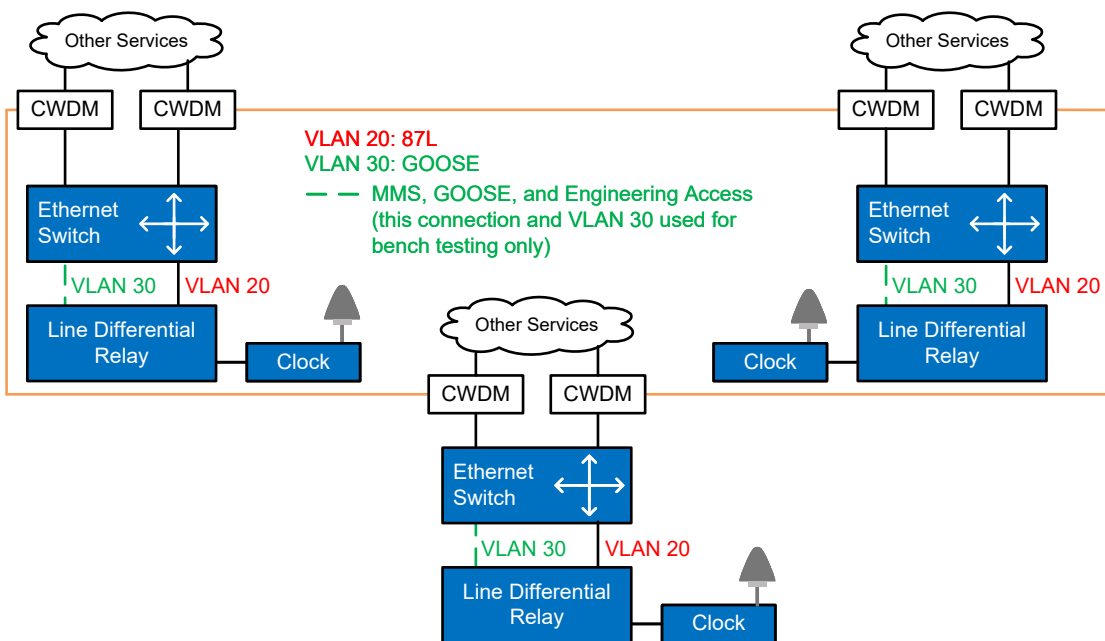 Other Services
Other Services
CWDM
CWDM
CWDM
CWDM
VLAN 20: 87L
VLAN 30: GOOSE
MMS, GOOSE, and Engineering Access
(this connection and VLAN 30 used for
bench testing only)
Ethernet
Switch
Ethernet
Switch
VLAN 30
VLAN 20
VLAN 30
VLAN 20
Line Differential
Relay
Clock
Other Services
Clock
Line Differential
Relay
CWDM
CWDM
Ethernet
Switch
VLAN 30
VLAN 20
Line Differential
Relay
Clock